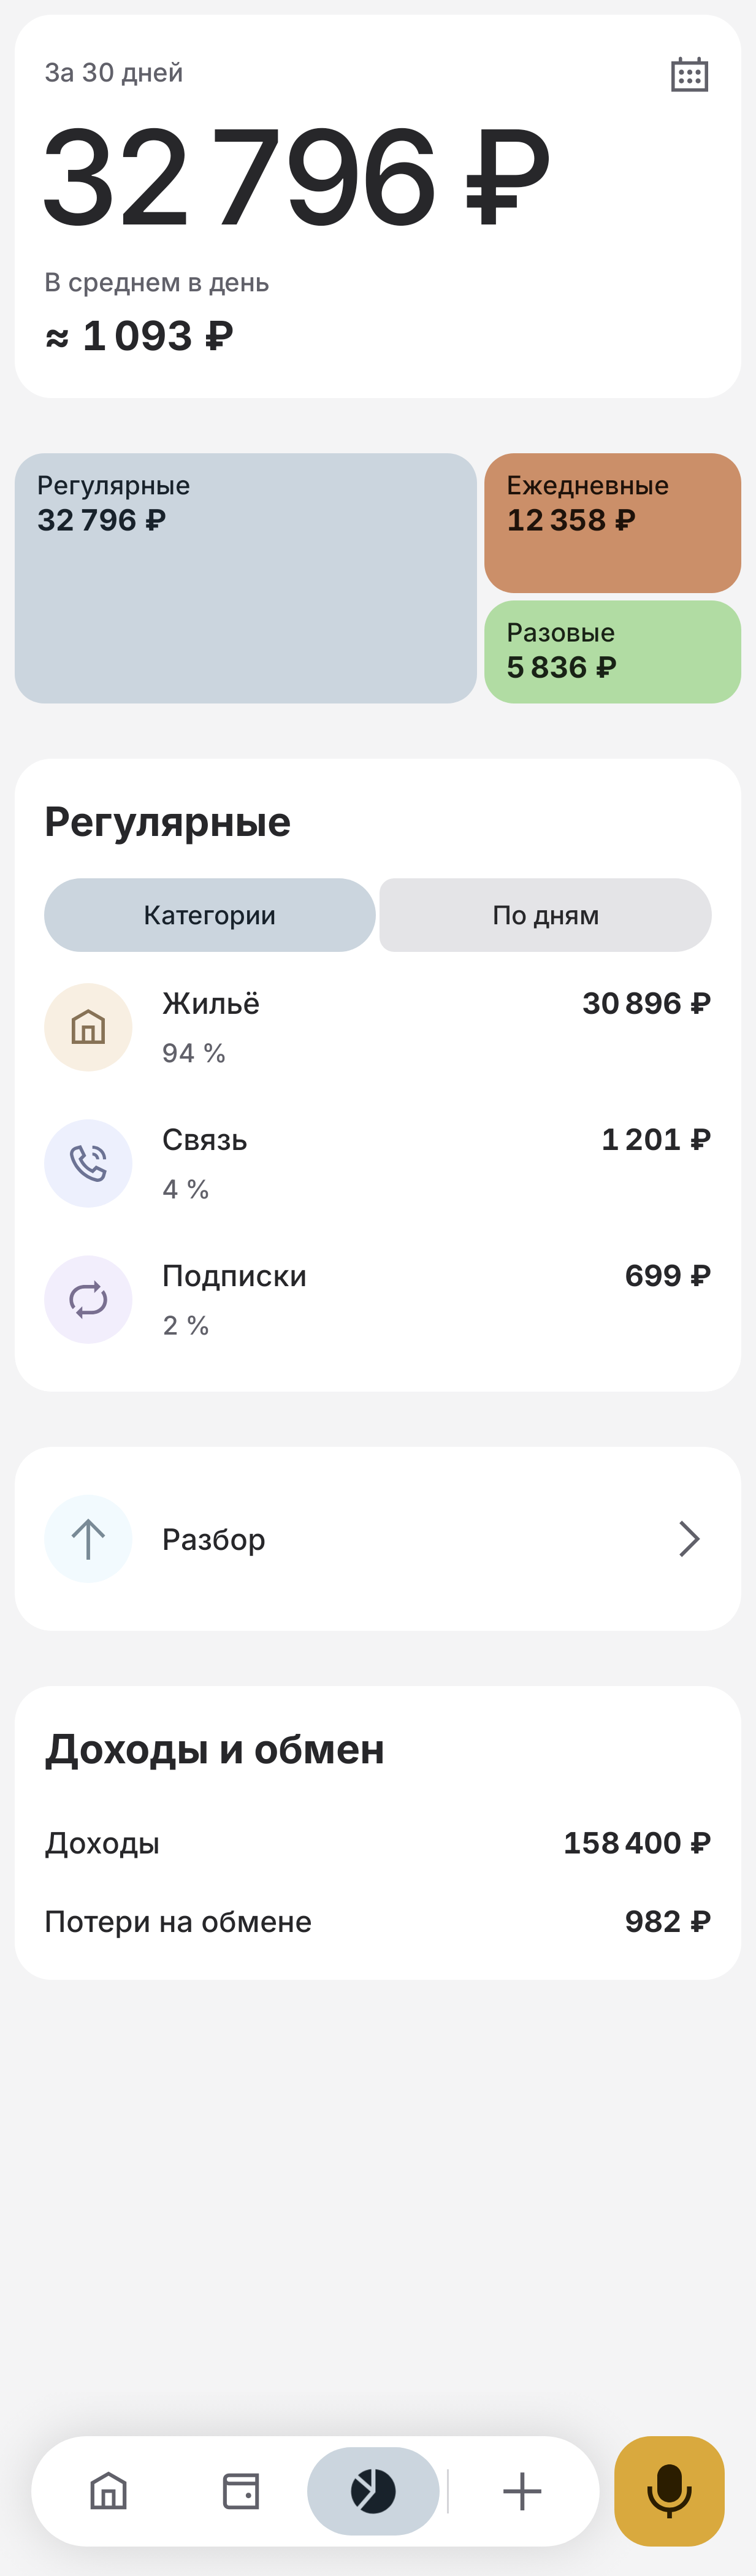 За 30 дней
32 796 ₽
В среднем в день
≈ 1 093 ₽
Регулярные
32 796 ₽
Ежедневные
12 358 ₽
Разовые
5 836 ₽
Регулярные
Категории
По дням
Жильё
30 896 ₽
94 %
Связь
1 201 ₽
4 %
Подписки
699 ₽
2 %
Разбор
Доходы и обмен
Доходы
158 400 ₽
Потери на обмене
982 ₽